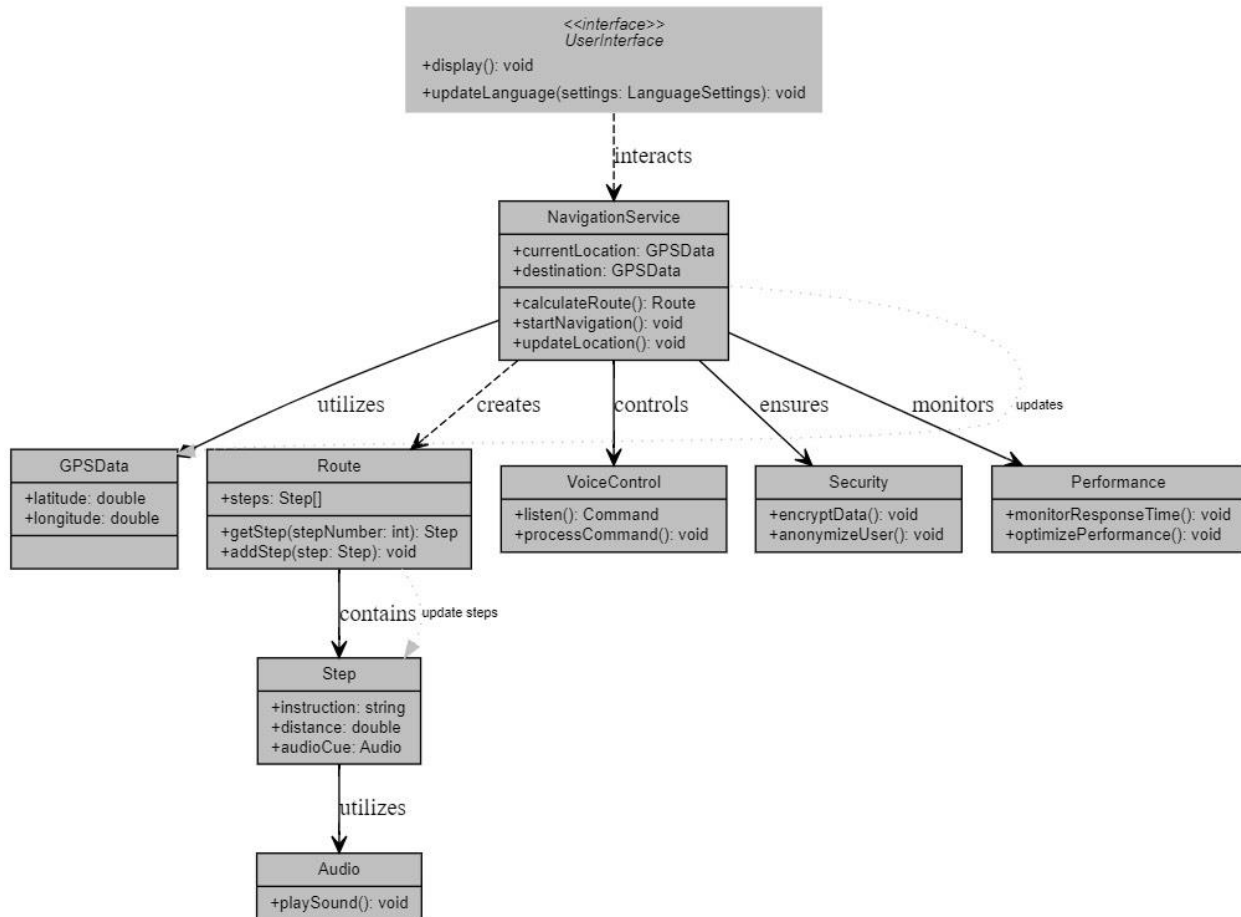 <<interface>>
UserInterface
+display(): void
+updateLanguage(settings: LanguageSettings): void
interacts
NavigationService
+currentLocation: GPSData
+destination: GPSData
+calculateRoute(): Route
+startNavigation(): void
+updateLocation(): void
utilizes
creates
controls
ensures
monitors
updates
GPSData
+latitude: double
+longitude: double
Route
+steps: Step[]
+getStep(stepNumber: int): Step
+addStep(step: Step): void
VoiceControl
+listen(): Command
+processCommand(): void
Security
+encryptData(): void
+anonymizeUser(): void
Performance
+monitorResponseTime(): void
+optimizePerformance(): void
contains
update steps
Step
+instruction: string
+distance: double
+audioCue: Audio
utilizes
Audio
+playSound(): void